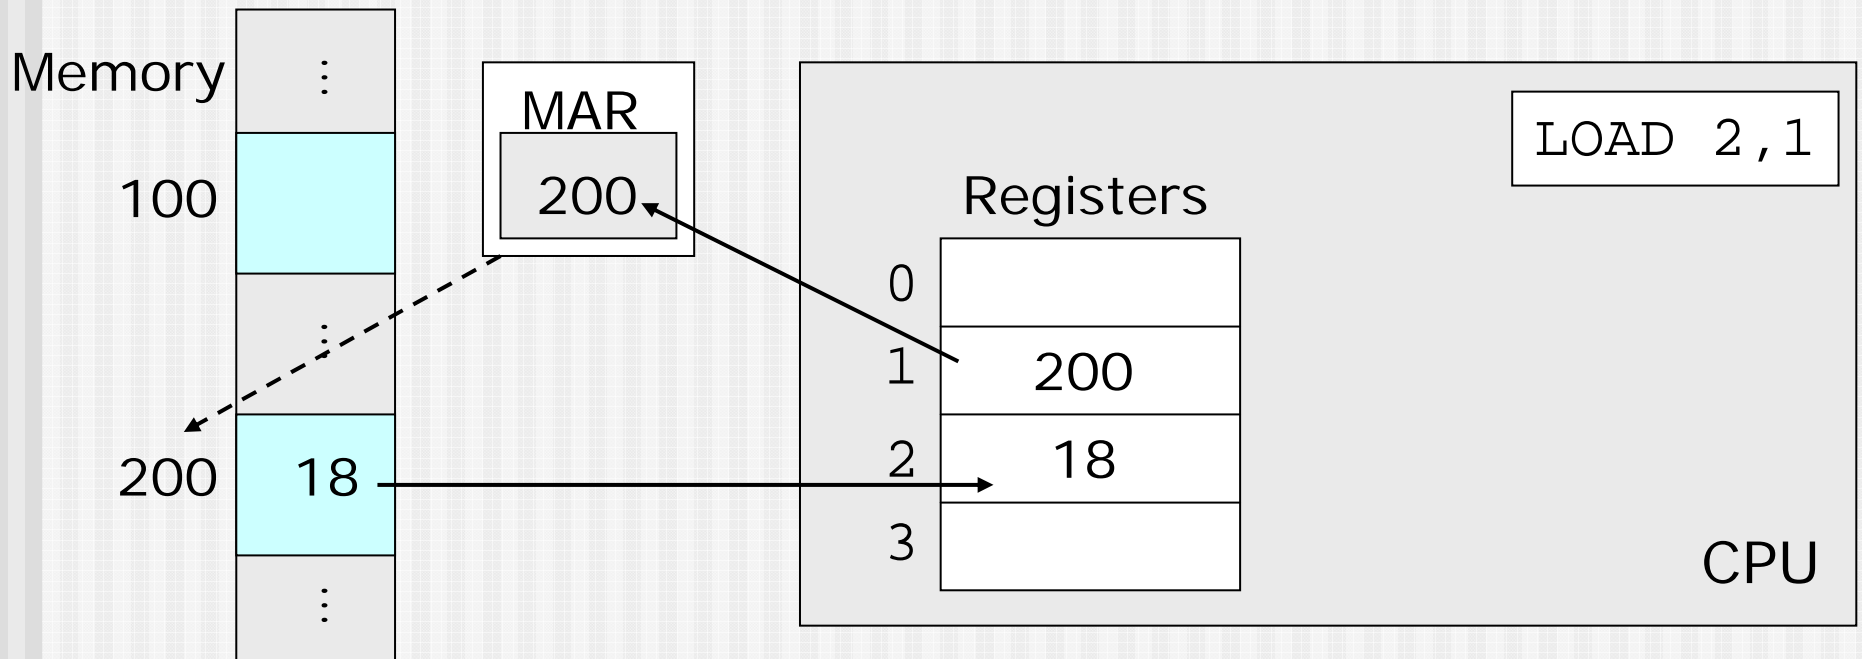 Memory
⋮
100
⋮
200 18
⋮
MAR
200
LOAD 2,1
Registers
0
1 200
2 18
3
CPU